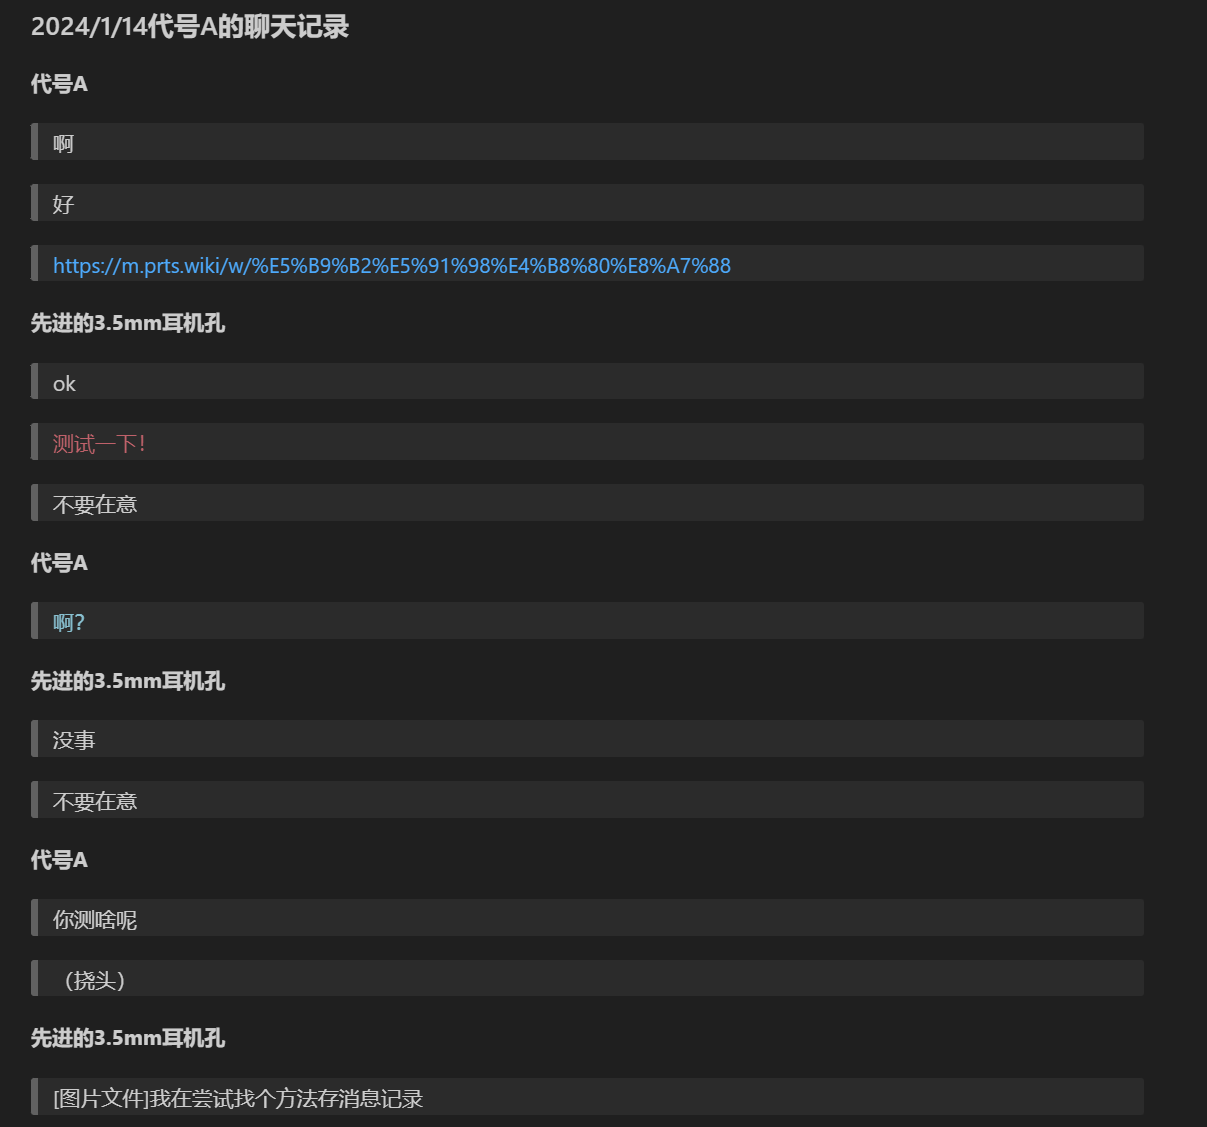 2024/1/14代号A的聊天记录
代号A
啊
好
https://m.prts.wiki/w/%E5%B9%B2%E5%91%98%E4%B8%80%E8%A7%88
先进的3.5mm耳机孔
ok
测试一下！
不要在意
代号A
啊？
先进的3.5mm耳机孔
没事
不要在意
代号A
你测啥呢
（挠头）
先进的3.5mm耳机孔
[图片文件]我在尝试找个方法存消息记录